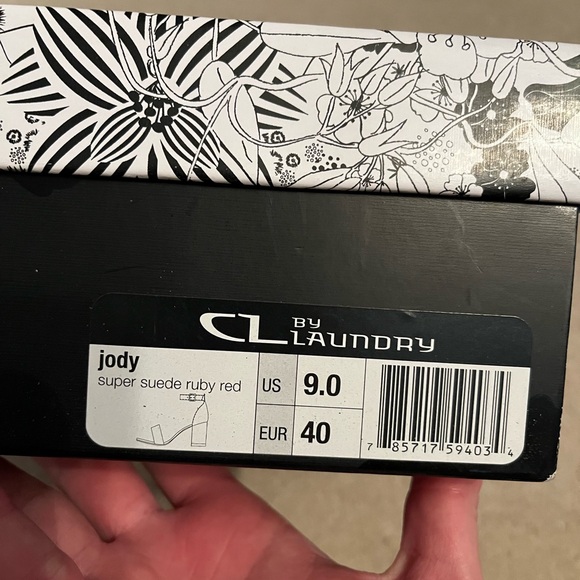 CL BY
LAUNDRY
jody
super suede ruby red
US 9.0
EUR 40
7 85717 59403 4